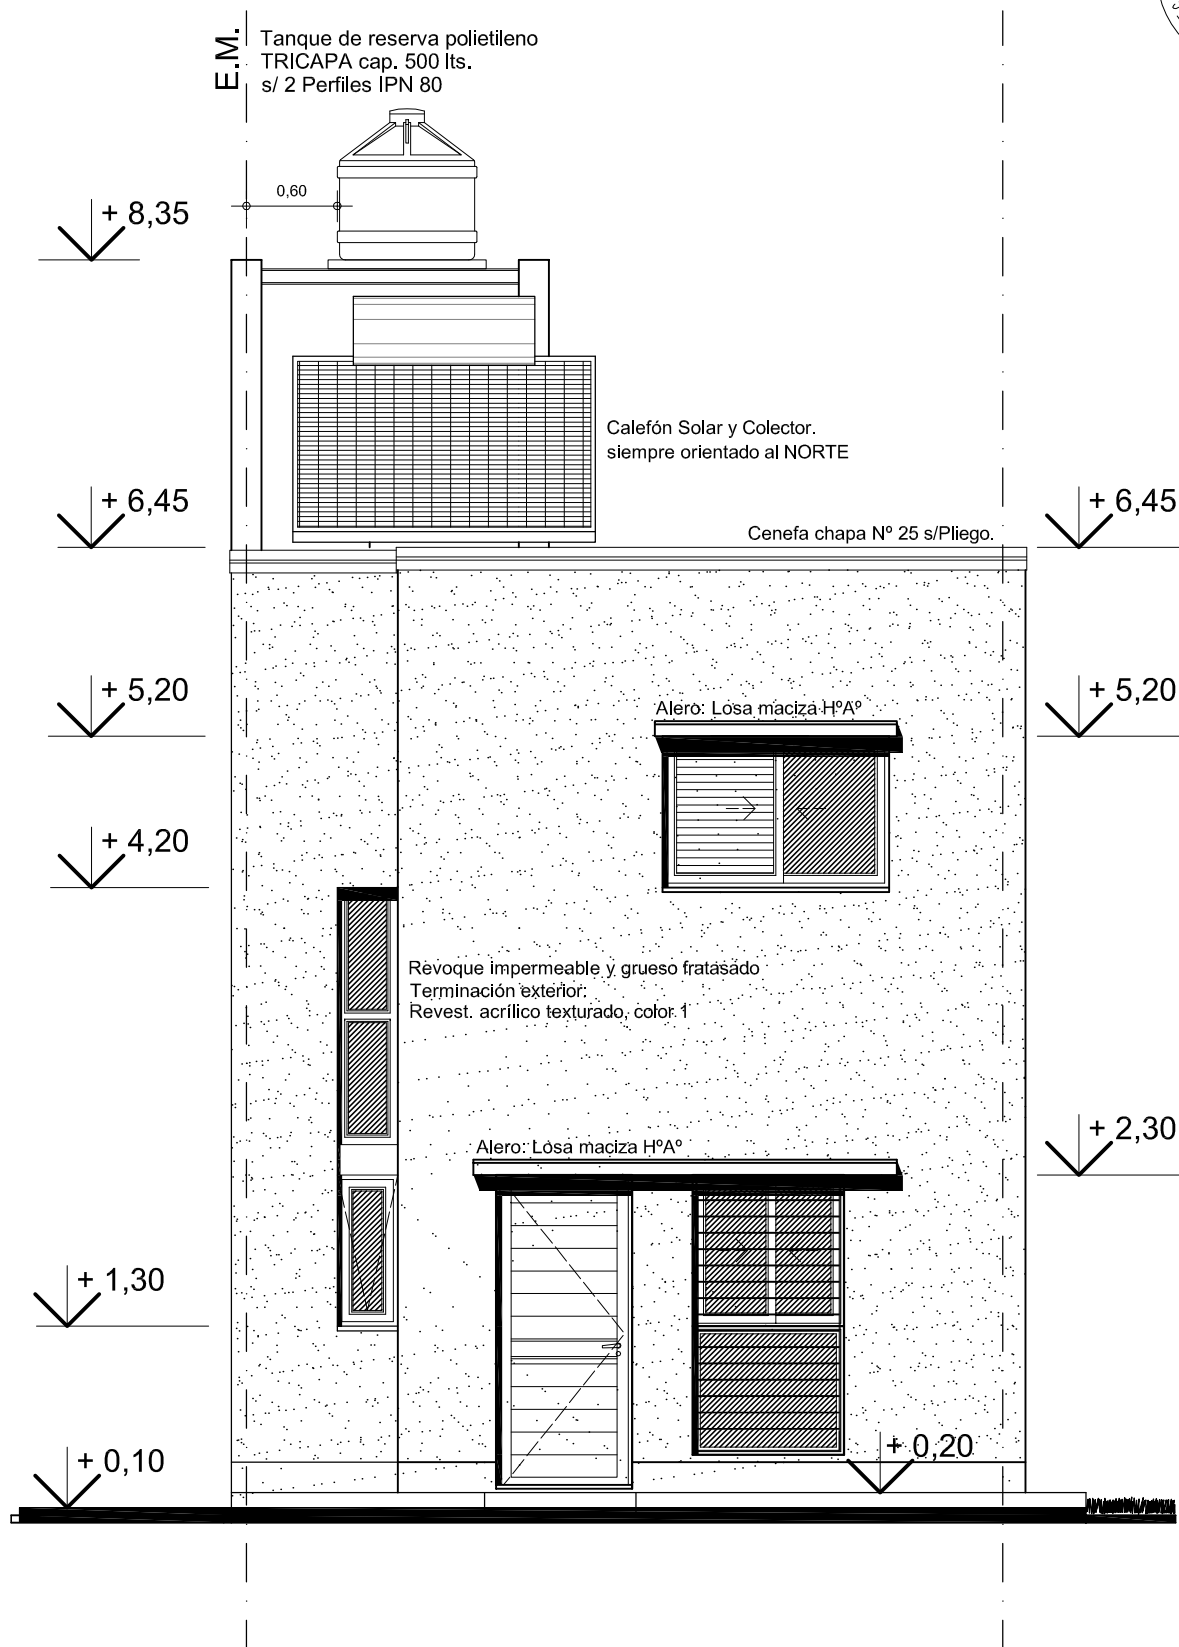 E.M.
Tanque de reserva polietileno
TRICAPA cap. 500 lts.
s/ 2 Perfiles IPN 80
0,60
+ 8,35
Calefón Solar y Colector.
siempre orientado al NORTE
+ 6,45
+ 6,45
Cenefa chapa Nº 25 s/Pliego.
+ 5,20
+ 5,20
Alero: Losa maciza HºAº
+ 4,20
Revoque impermeable y grueso fratasado
Terminación exterior:
Revest. acrílico texturado, color 1
+ 2,30
Alero: Losa maciza HºAº
+ 1,30
+ 0,10
+ 0,20